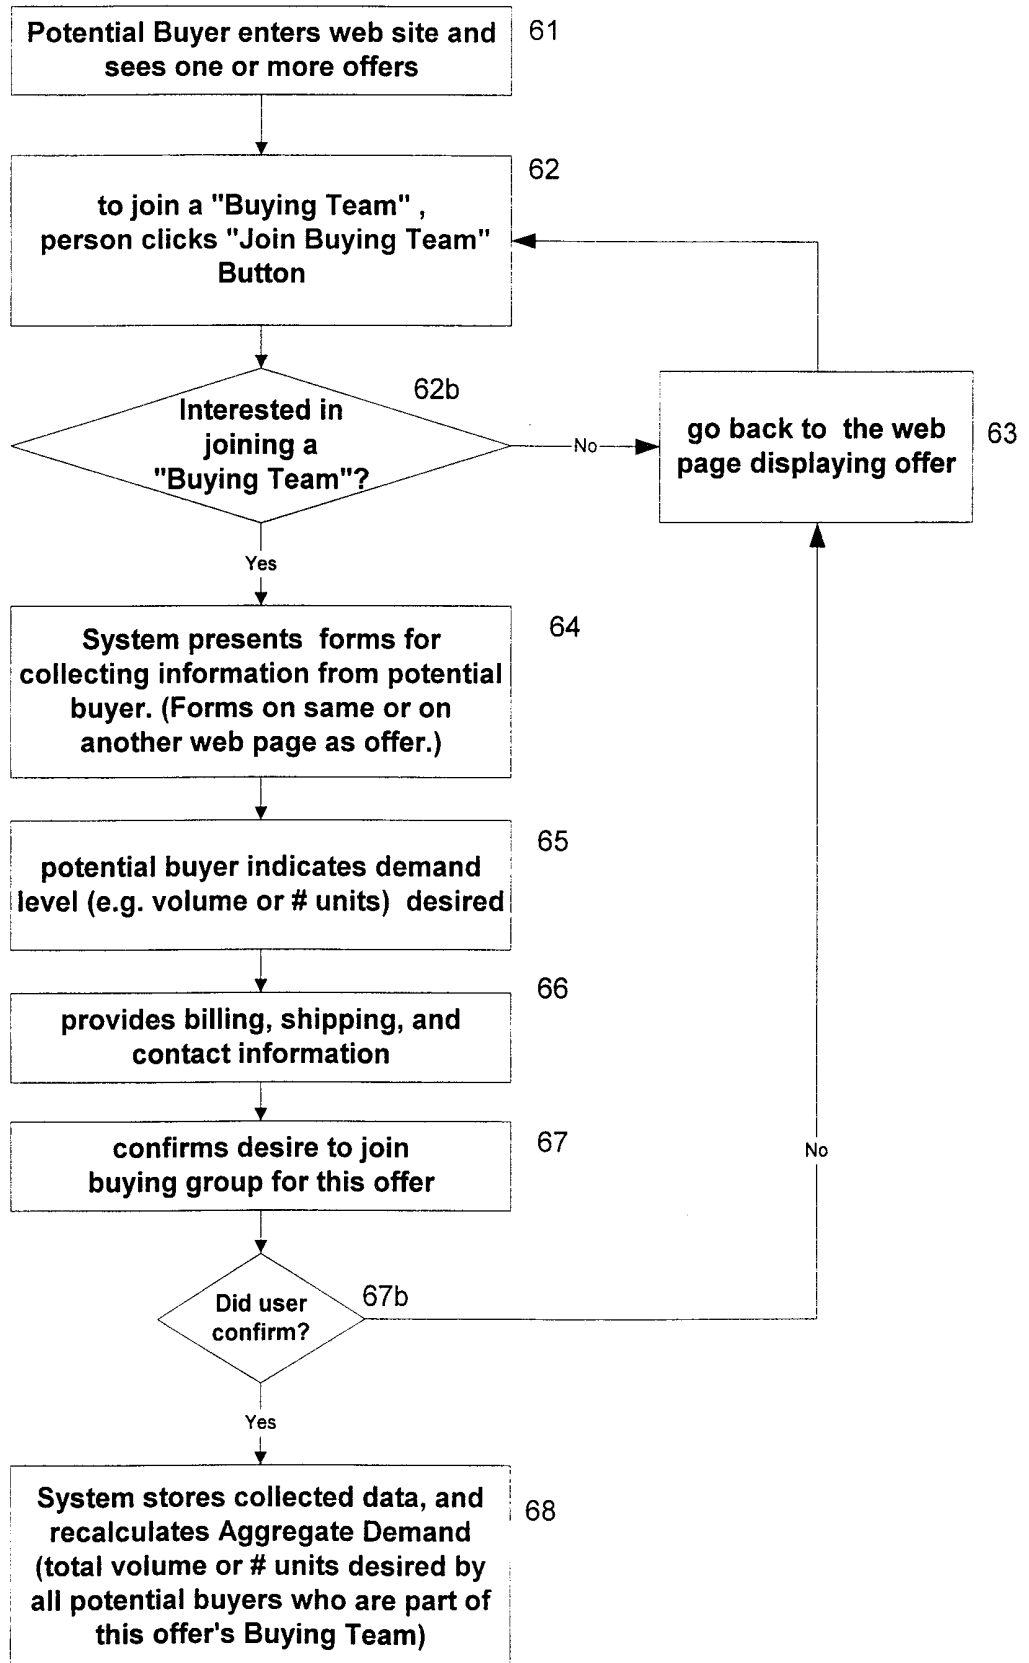 Potential Buyer enters web site and
sees one or more offers
61
to join a "Buying Team" ,
person clicks "Join Buying Team"
Button
62
Interested in
joining a
"Buying Team"?
62b
No
go back to the web
page displaying offer
63
Yes
System presents forms for
collecting information from potential
buyer. (Forms on same or on
another web page as offer.)
64
potential buyer indicates demand
level (e.g. volume or # units) desired
65
provides billing, shipping, and
contact information
66
confirms desire to join
buying group for this offer
67
No
Did user
confirm?
67b
Yes
System stores collected data, and
recalculates Aggregate Demand
(total volume or # units desired by
all potential buyers who are part of
this offer's Buying Team)
68